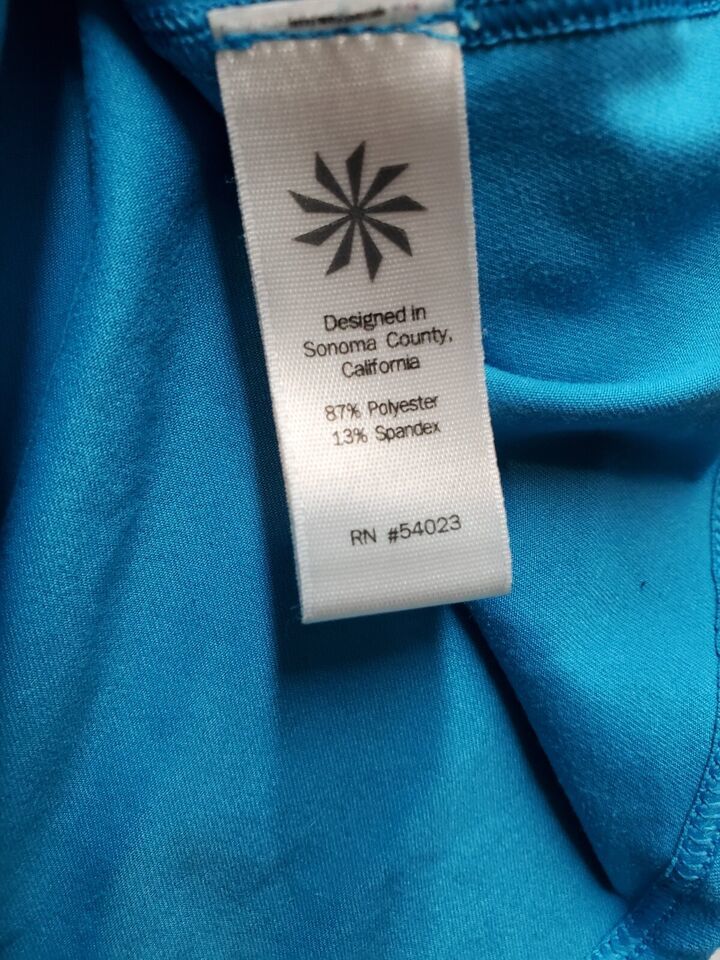 Designed in
Sonoma County,
California
87% Polyester
13% Spandex
RN #54023